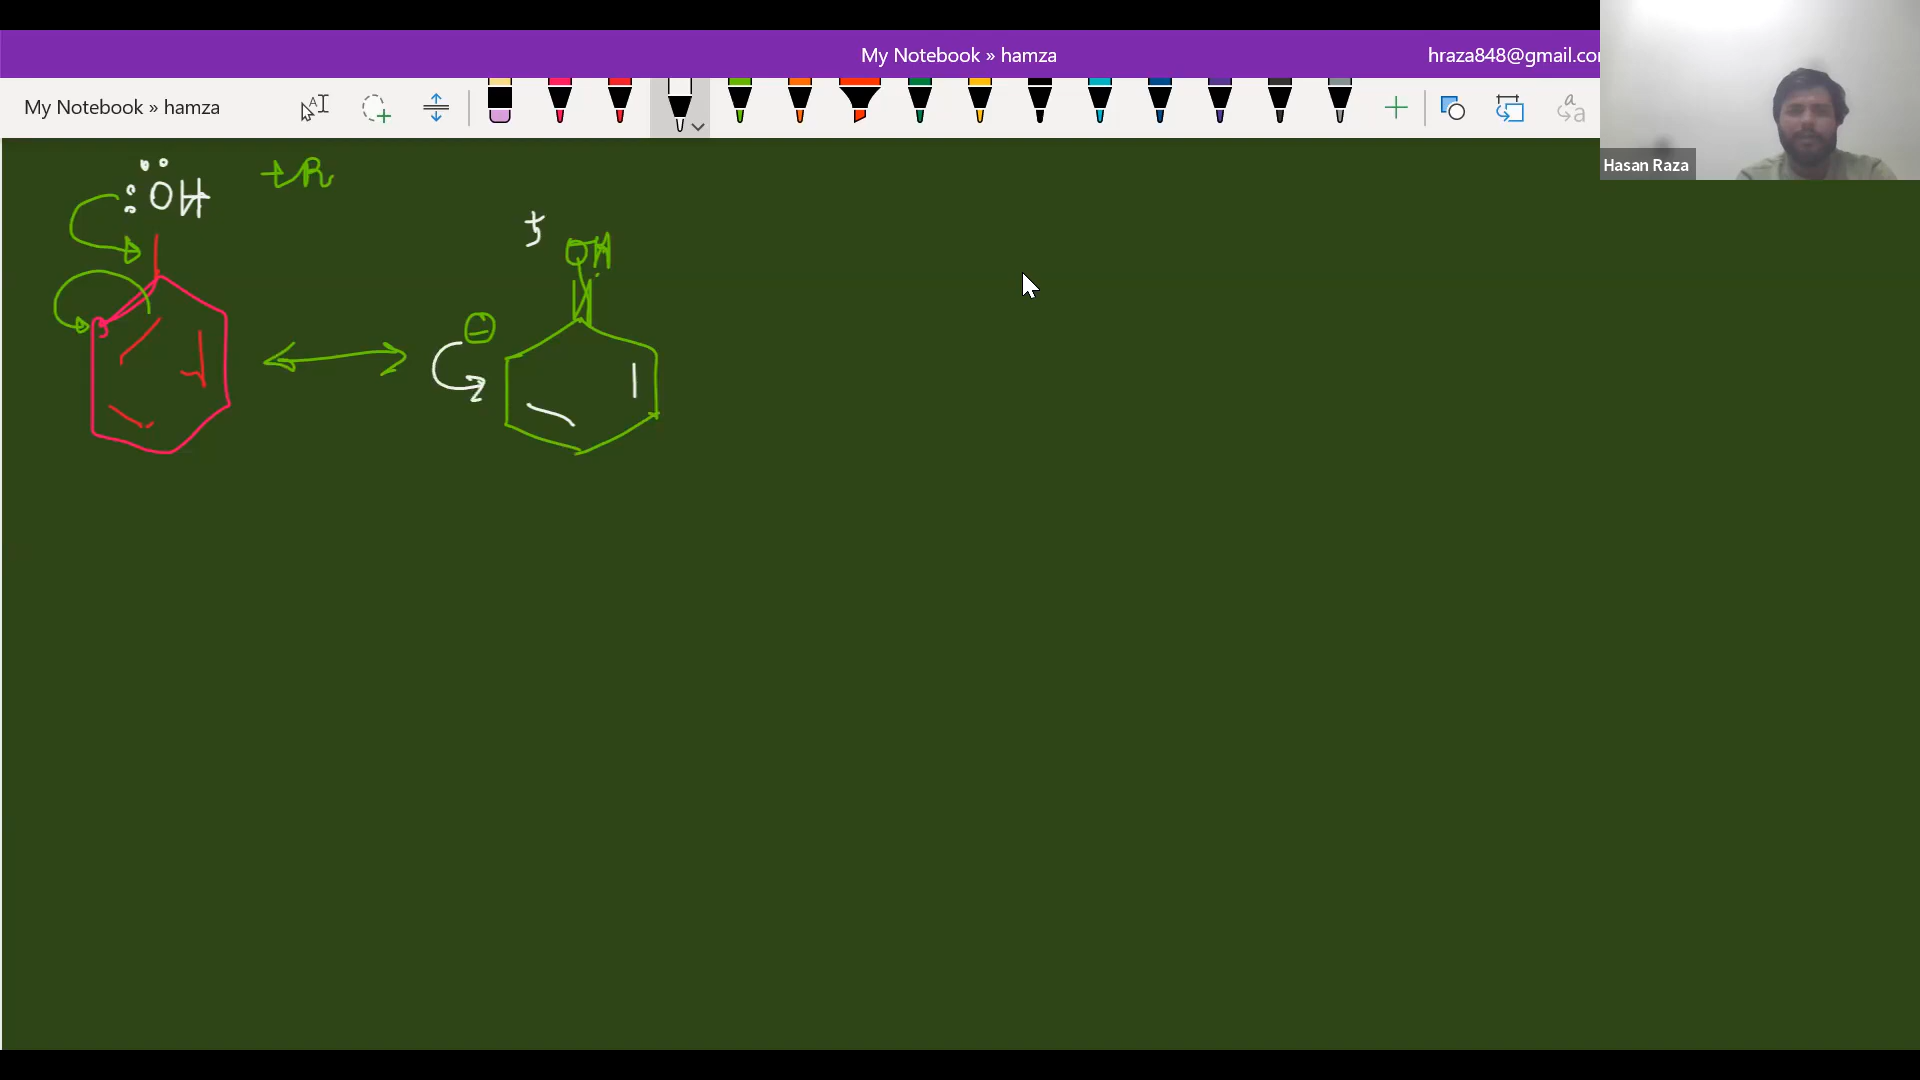 My Notebook » hamza
hraza848@gmail.co
My Notebook » hamza
Hasan Raza
OH
+R
+
OH